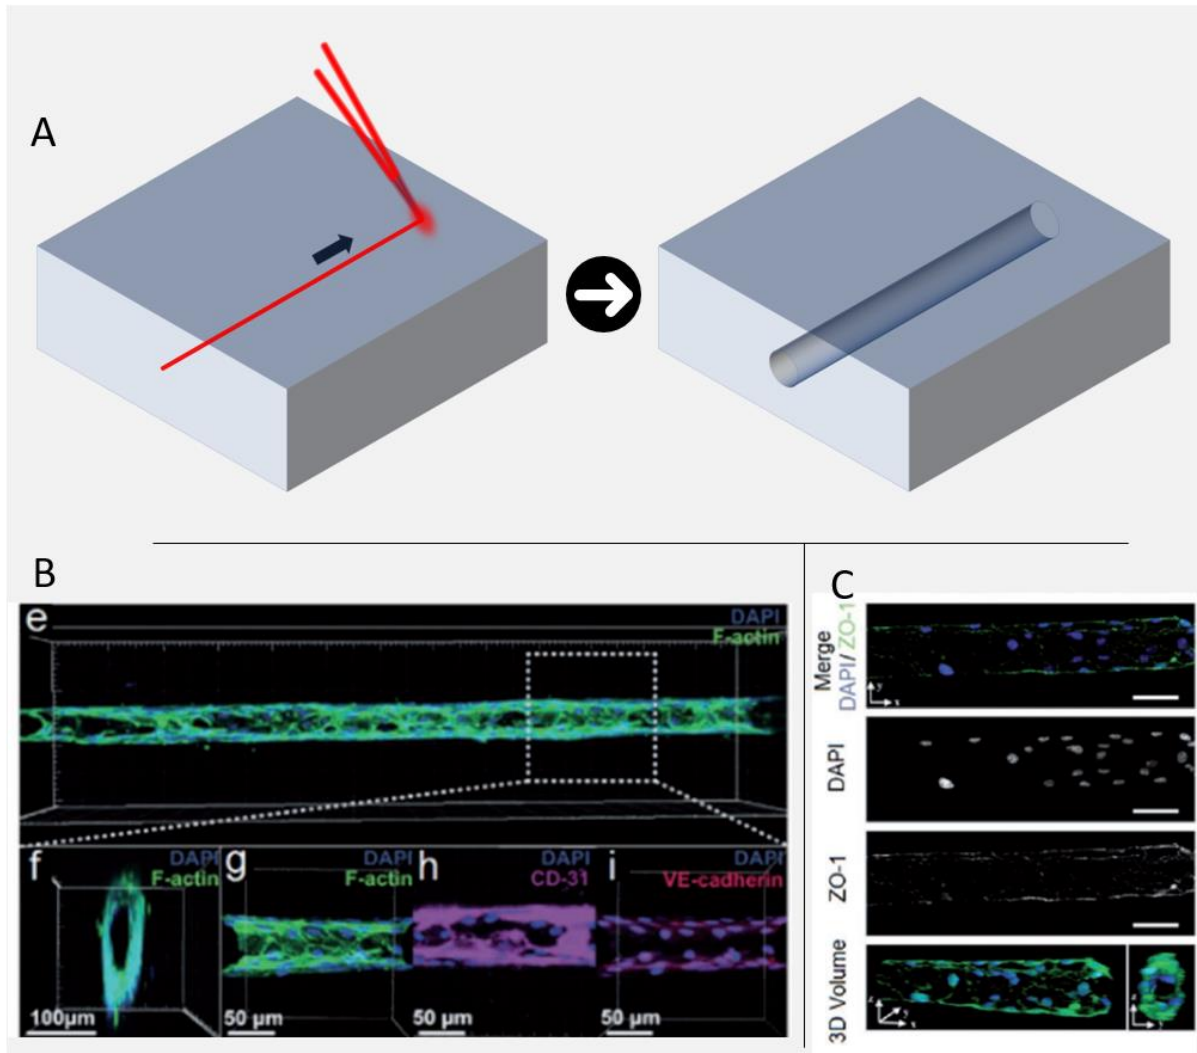 A
B
e
DAPI
F-actin
f
DAPI
F-actin
100µm
g
DAPI
F-actin
50 µm
h
DAPI
CD-31
50 µm
i
DAPI
VE-cadherin
50 µm
C
Merge
DAPI/ ZO-1
y
x
DAPI
ZO-1
3D Volume
z
y
x
z